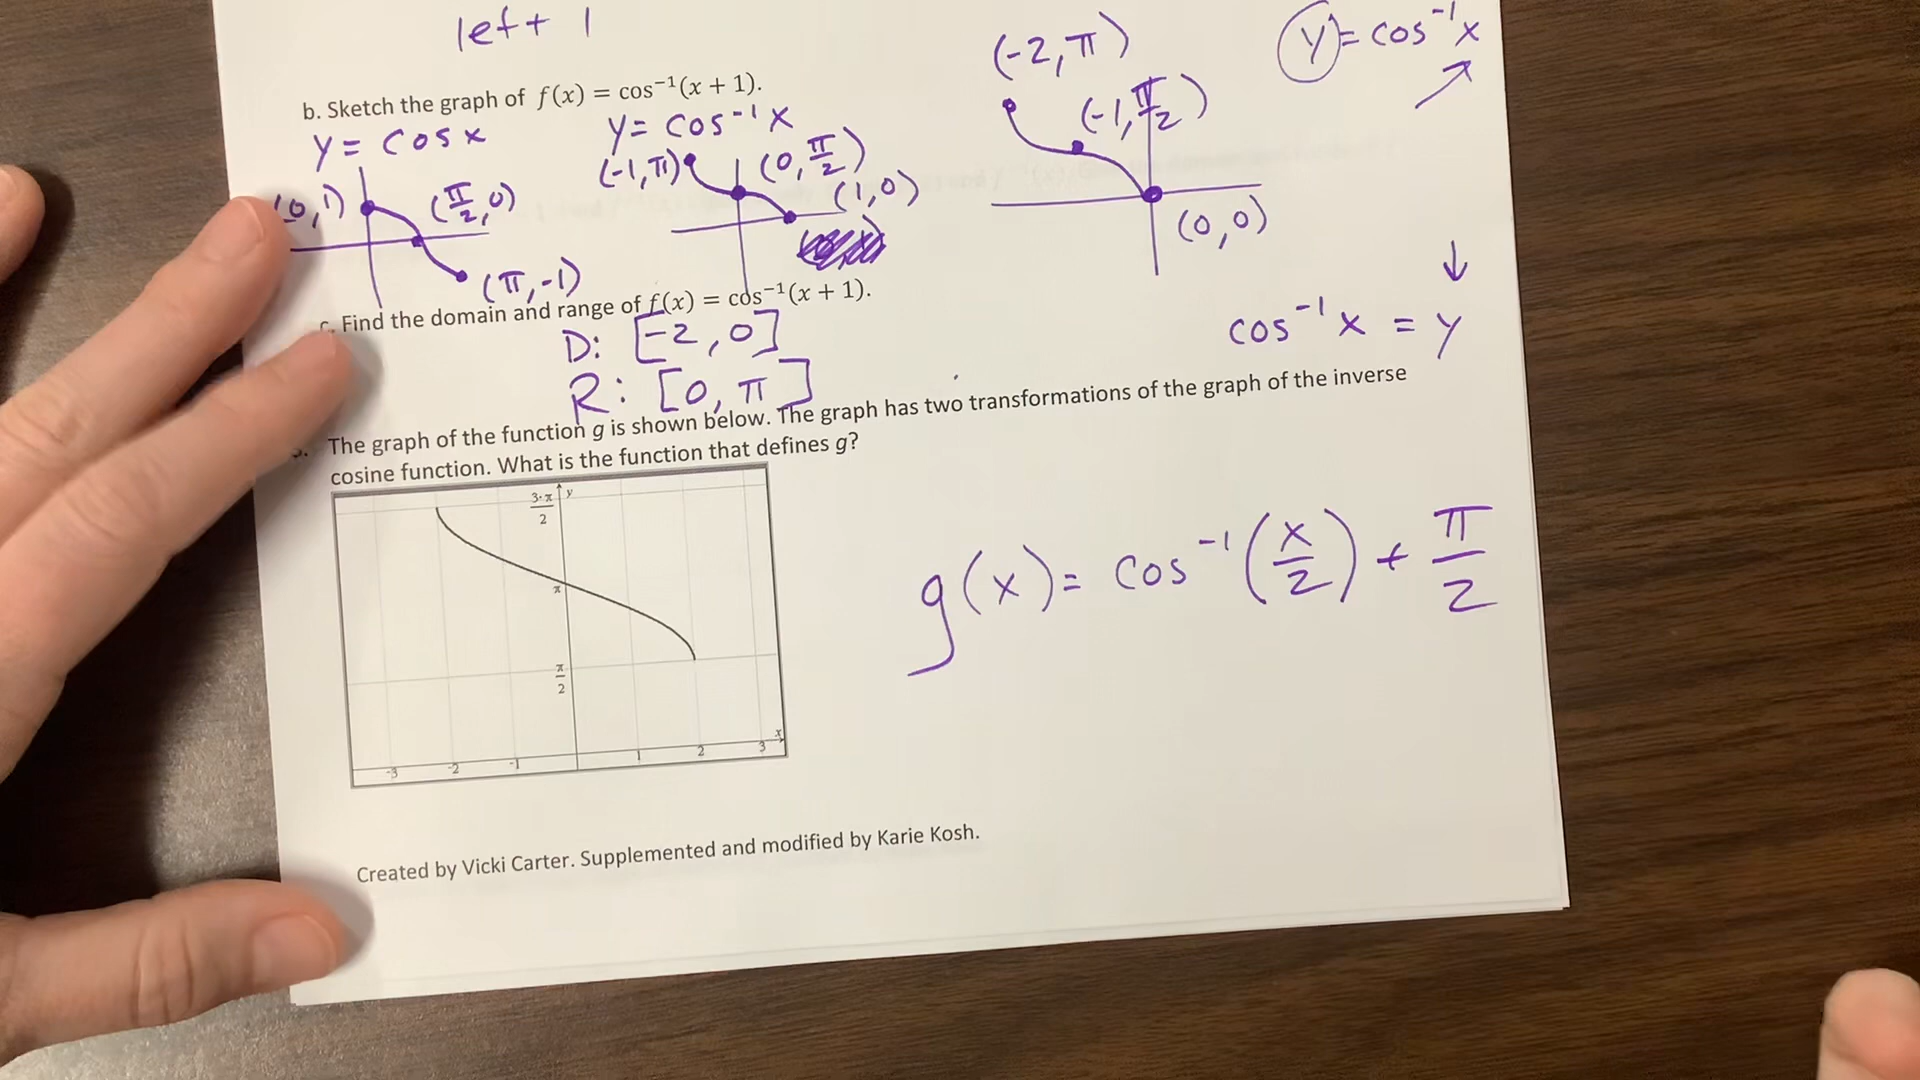 left 1
b. Sketch the graph of f(x) = cos⁻¹(x + 1).
y = cos x
(0,1)
(π/2, 0)
(π, -1)
y = cos⁻¹ x
(-1, π)
(0, π/2)
(1, 0)
(-2, π)
(-1, π/2)
(0, 0)
y = cos⁻¹ x
cos⁻¹ x = y
c. Find the domain and range of f(x) = cos⁻¹(x + 1).
D: [-2, 0]
R: [0, π]
The graph of the function g is shown below. The graph has two transformations of the graph of the inverse
cosine function. What is the function that defines g?
3·π/2
y
π
π/2
-3 -2 -1 1 2 3 x
g(x) = cos⁻¹(x/2) + π/2
Created by Vicki Carter. Supplemented and modified by Karie Kosh.